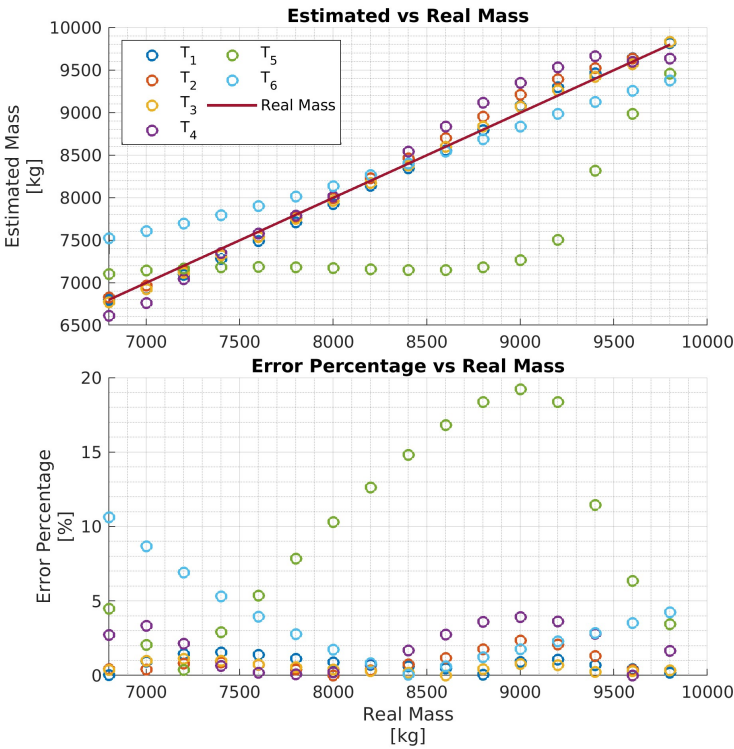 Estimated vs Real Mass
10000
9500
9000
8500
8000
7500
7000
6500
Estimated Mass
[kg]
T1 T5
T2 T6
T3 Real Mass
T4
7000 7500 8000 8500 9000 9500 10000
Error Percentage vs Real Mass
20
15
10
5
0
Error Percentage
[%]
7000 7500 8000 8500 9000 9500 10000
Real Mass
[kg]